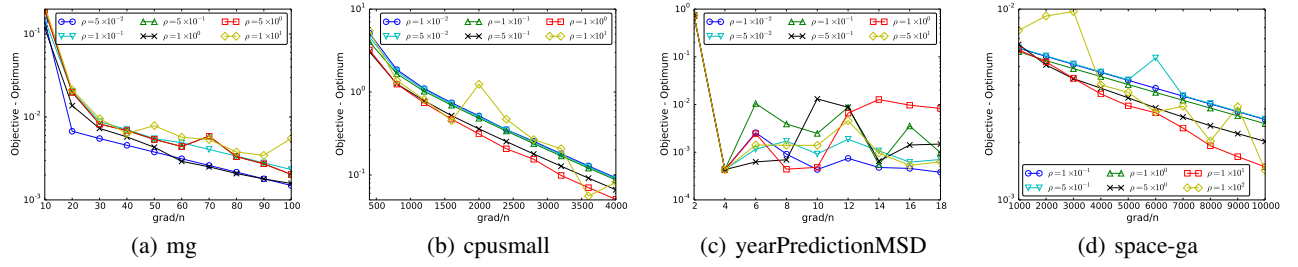 ρ = 5×10⁻² ρ = 5×10⁻¹ ρ = 5×10⁰
ρ = 1×10⁻¹ ρ = 1×10⁰ ρ = 1×10¹
Objective - Optimum
10⁻¹
10⁻²
10⁻³
10 20 30 40 50 60 70 80 90 100
grad/n
(a) mg
ρ = 1×10⁻² ρ = 1×10⁻¹ ρ = 1×10⁰
ρ = 5×10⁻² ρ = 5×10⁻¹ ρ = 1×10¹
Objective - Optimum
10¹
10⁰
10⁻¹
500 1000 1500 2000 2500 3000 3500 4000
grad/n
(b) cpusmall
ρ = 1×10⁻² ρ = 1×10⁻¹ ρ = 1×10⁰
ρ = 5×10⁻² ρ = 5×10⁻¹ ρ = 5×10⁰
Objective - Optimum
10⁰
10⁻¹
10⁻²
10⁻³
10⁻⁴
2 4 6 8 10 12 14 16 18
grad/n
(c) yearPredictionMSD
Objective - Optimum
10⁻²
10⁻³
ρ = 1×10⁻¹ ρ = 1×10⁰ ρ = 1×10¹
ρ = 5×10⁻¹ ρ = 5×10⁰ ρ = 1×10²
1000 2000 3000 4000 5000 6000 7000 8000 9000 10000
grad/n
(d) space-ga